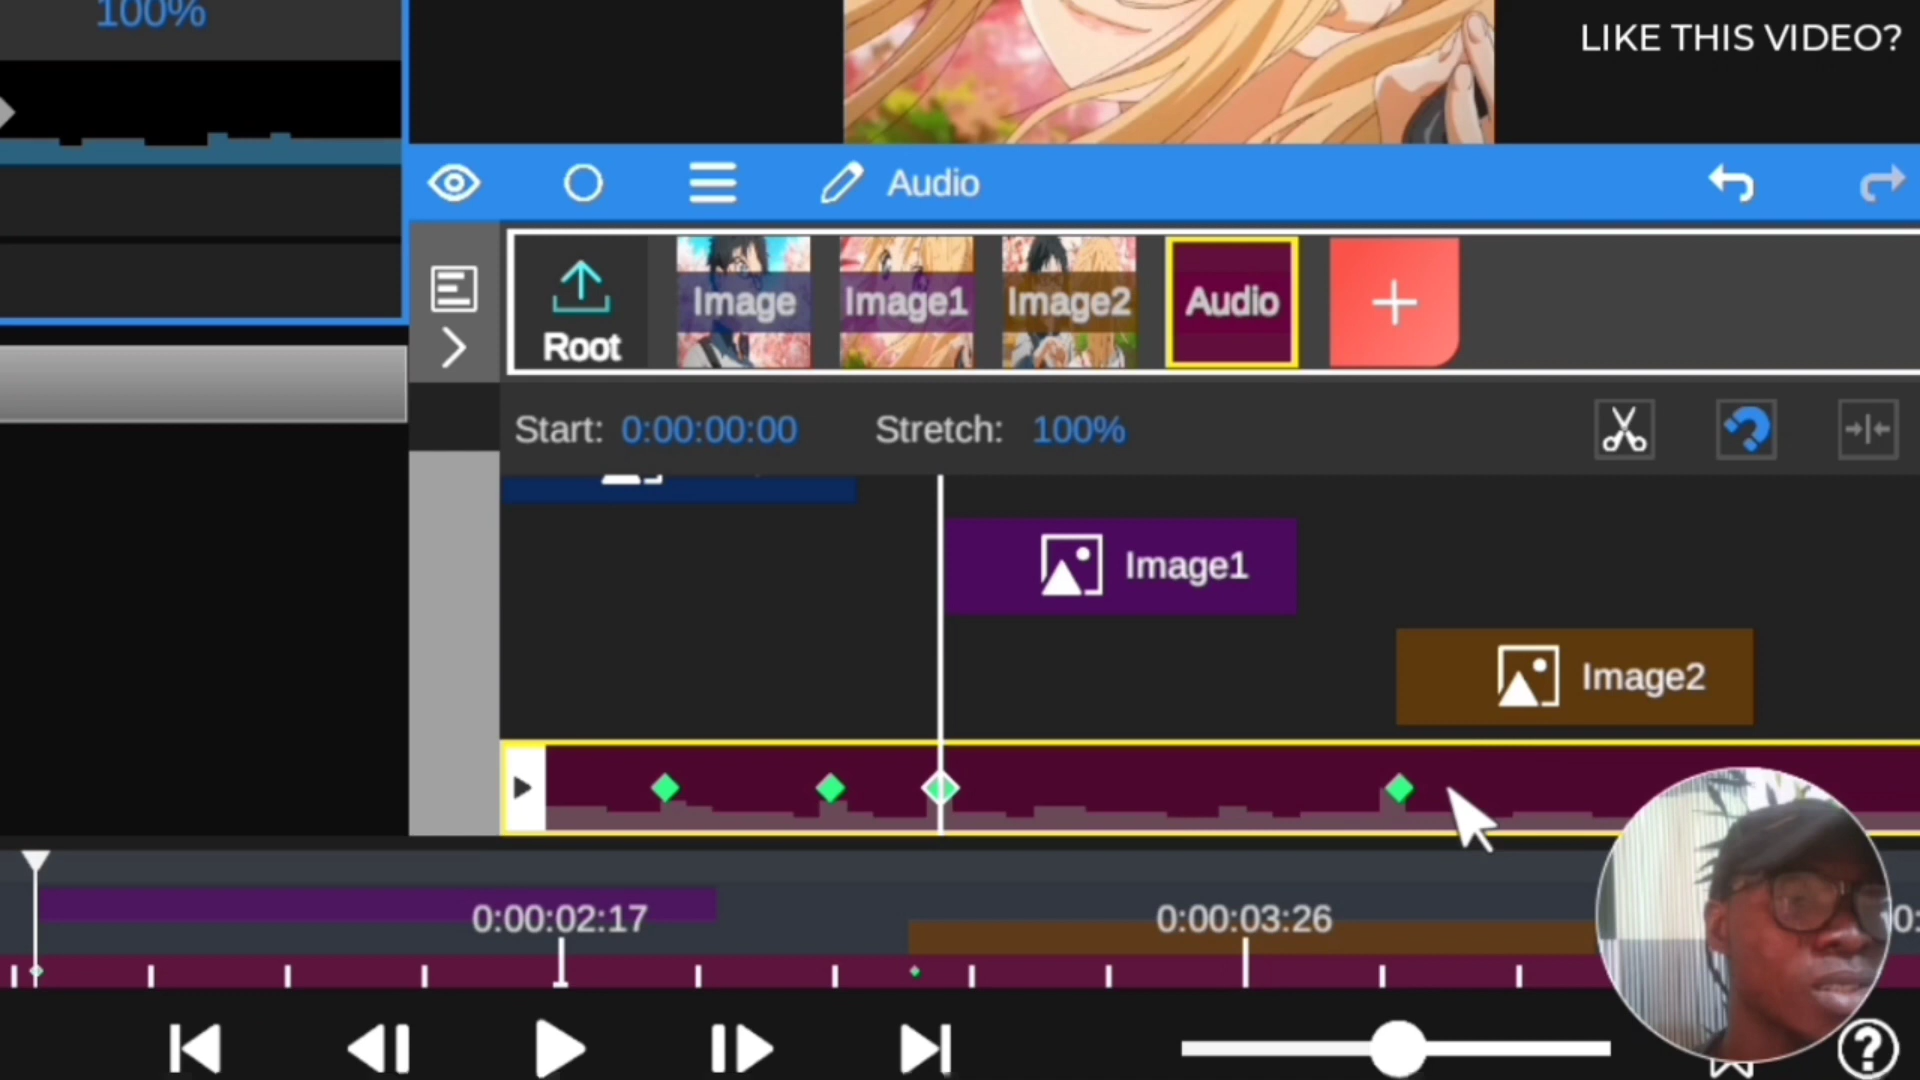 100%
LIKE THIS VIDEO?
Audio
Root
Image
Image1
Image2
Audio
Start: 0:00:00:00
Stretch: 100%
Image1
Image2
0:00:02:17
0:00:03:26
0: